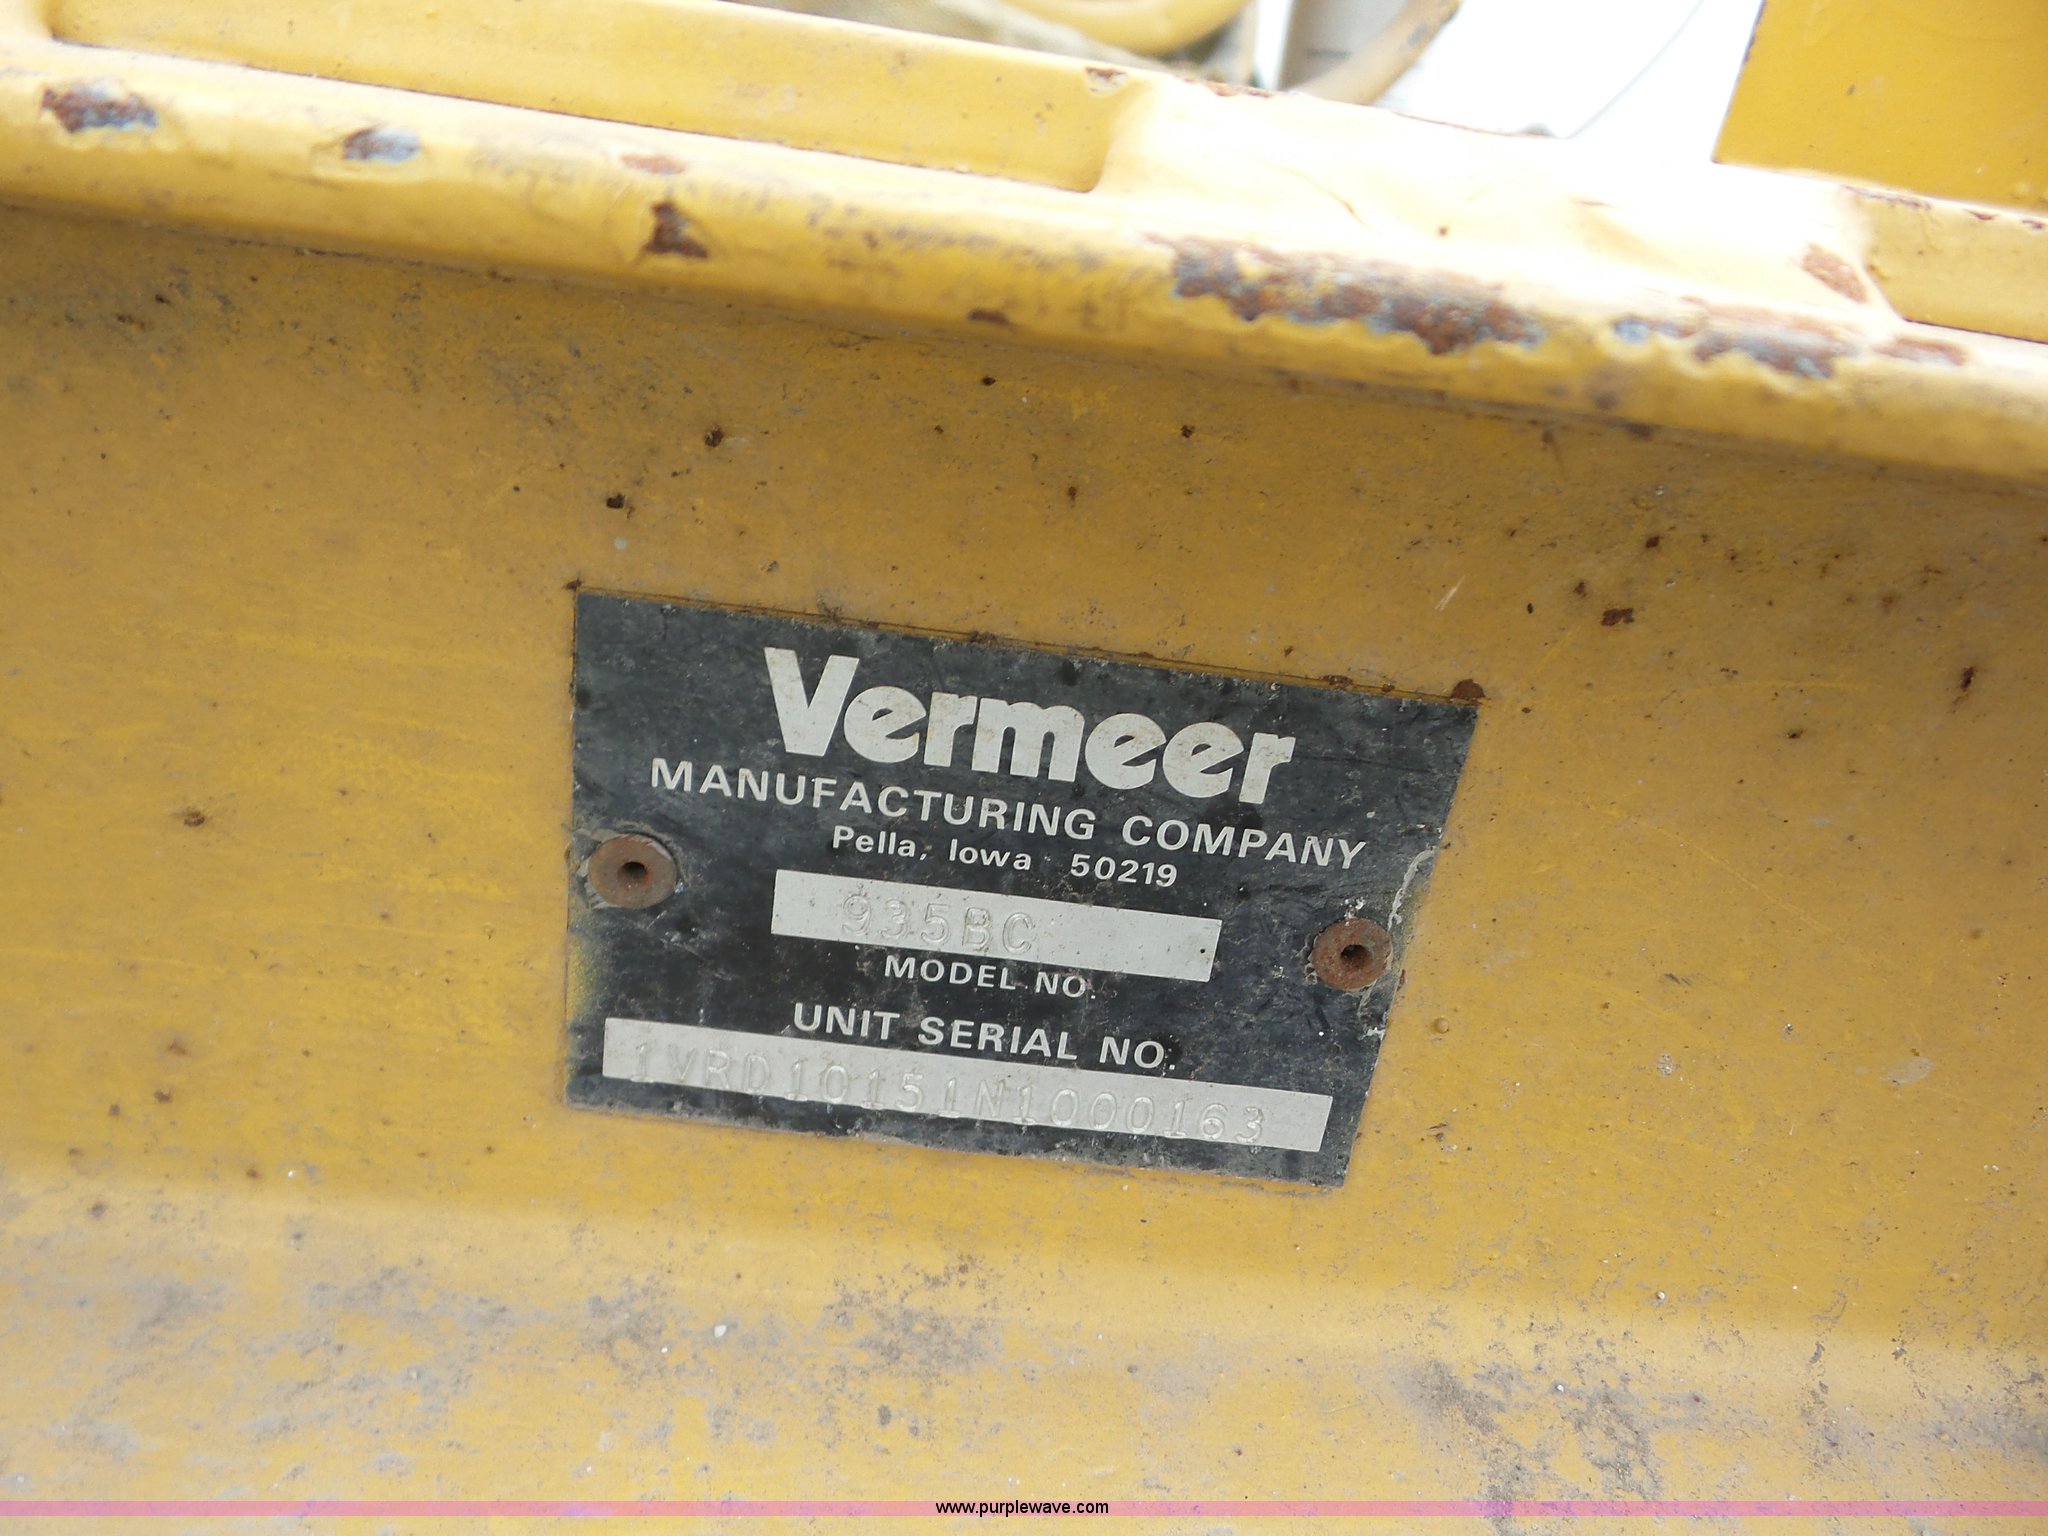 Vermeer
MANUFACTURING COMPANY
Pella, Iowa 50219
935BC
MODEL NO.
UNIT SERIAL NO.
1VRD10151N1000163
www.purplewave.com